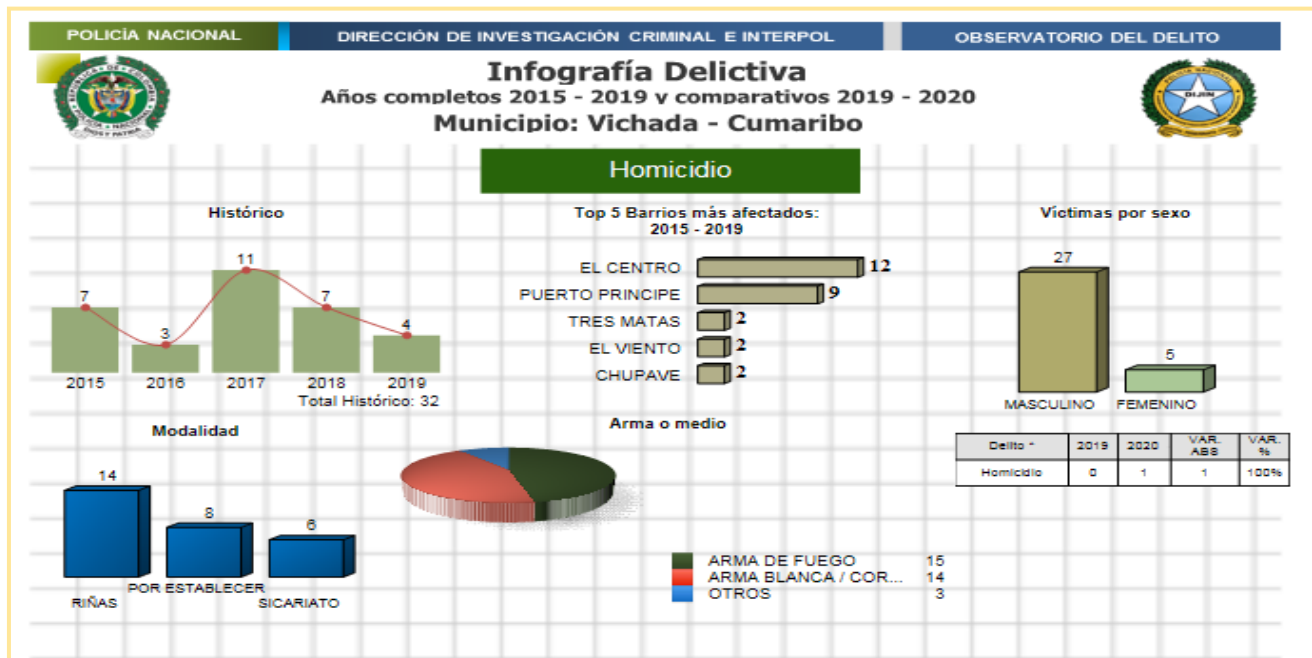 POLICÍA NACIONAL
DIRECCIÓN DE INVESTIGACIÓN CRIMINAL E INTERPOL
OBSERVATORIO DEL DELITO
Infografía Delictiva
Años completos 2015 - 2019 y comparativos 2019 - 2020
Municipio: Vichada - Cumaribo
DIJIN
Homicidio
Histórico
7
3
11
7
4
2015 2016 2017 2018 2019
Total Histórico: 32
Top 5 Barrios más afectados:
2015 - 2019
EL CENTRO 12
PUERTO PRINCIPE 9
TRES MATAS 2
EL VIENTO 2
CHUPAVE 2
Víctimas por sexo
27
5
MASCULINO FEMENINO
Modalidad
14
8
6
RIÑAS
POR ESTABLECER
SICARIATO
Arma o medio
ARMA DE FUEGO 15
ARMA BLANCA / COR... 14
OTROS 3
Delito * 2019 2020 VAR. ABS VAR. %
Homicidio 0 1 1 100%